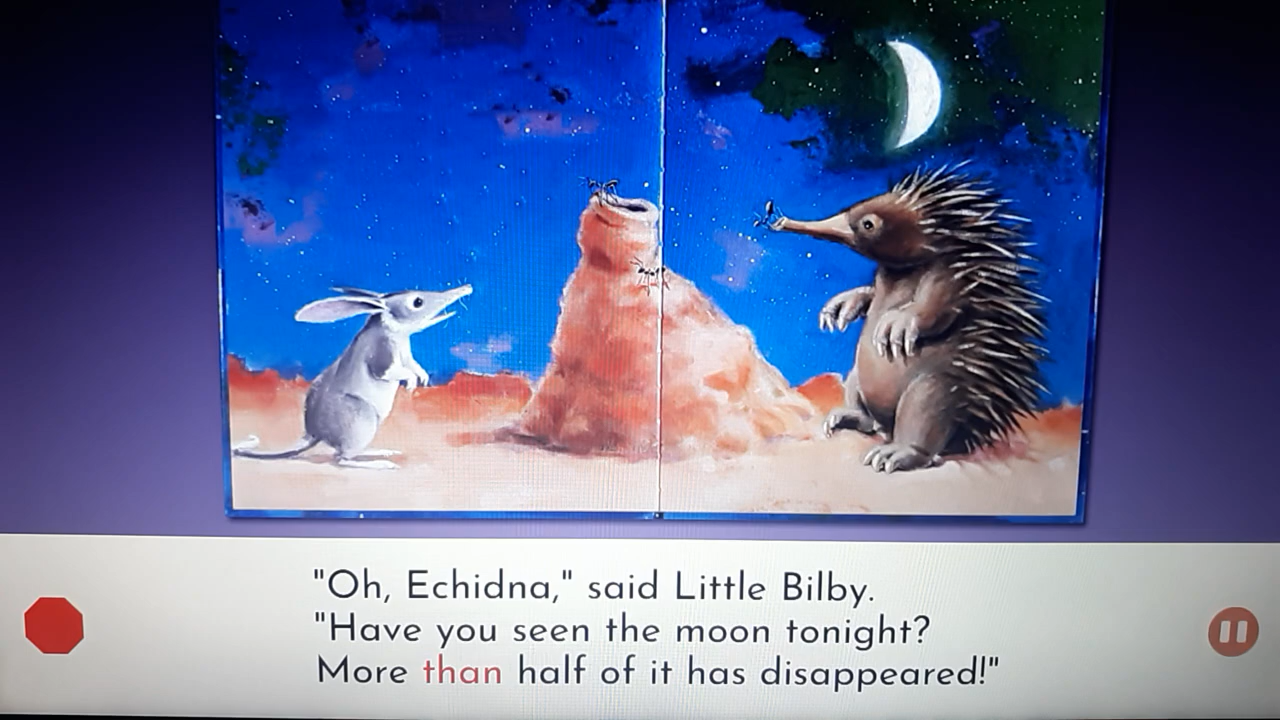 "Oh, Echidna," said Little Bilby.
"Have you seen the moon tonight?
More than half of it has disappeared!"